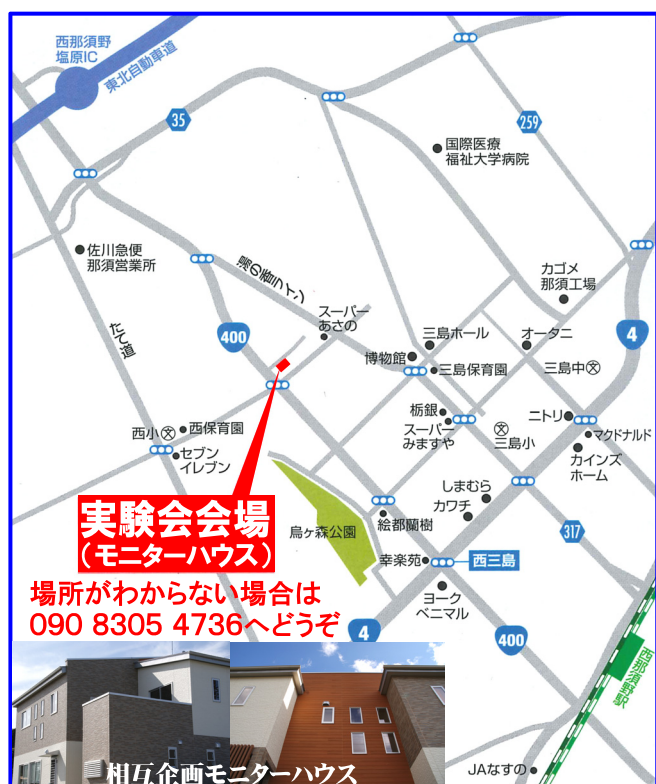 西那須野
塩原IC
東北自動車道
35
259
国際医療
福祉大学病院
佐川急便
那須営業所
湯の香ライン
カゴメ
那須工場
たて道
400
スーパー
あさの
三島ホール
オータニ
4
博物館
三島保育園
三島中文
栃銀
スーパー
みますや
文
三島小
ニトリ
マクドナルド
カインズ
ホーム
西小文
西保育園
セブン
イレブン
しまむら
カワチ
実験会会場
(モニターハウス)
烏ヶ森公園
絵都蘭樹
317
幸楽苑
西三島
場所がわからない場合は
090 8305 4736へどうぞ
ヨーク
ベニマル
4
400
西那須野駅
相互企画モニターハウス
JAなすの